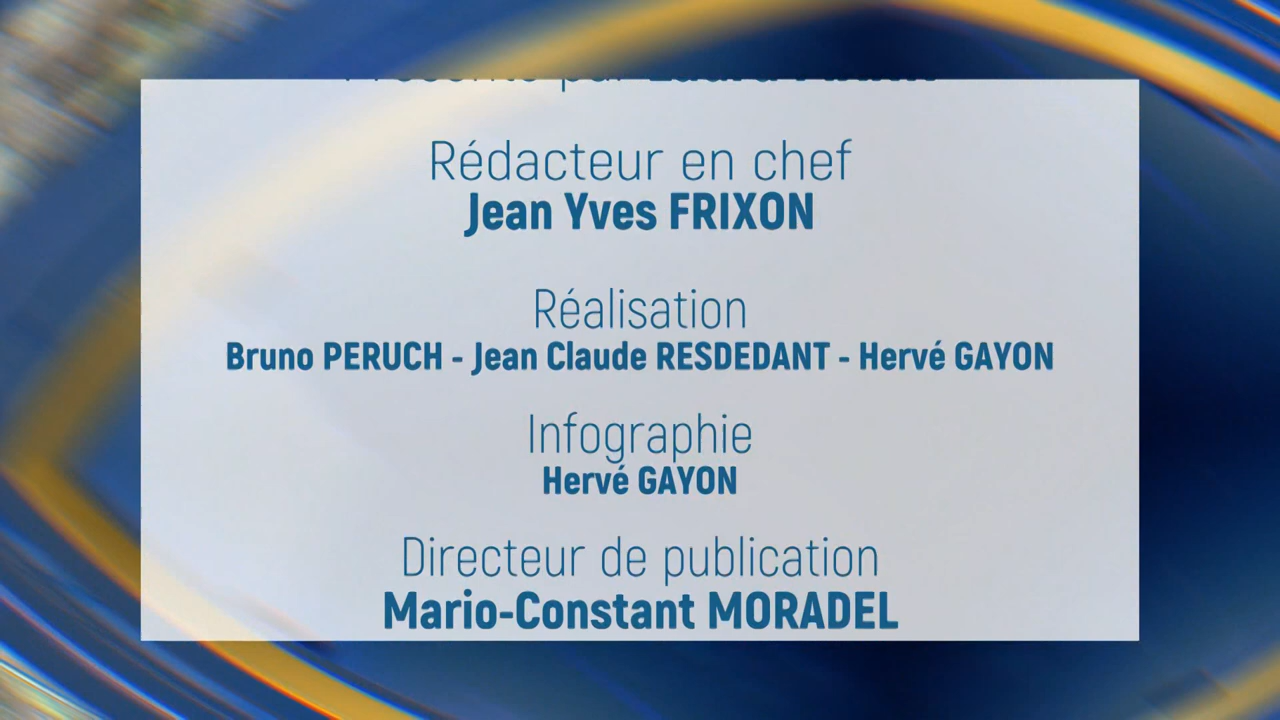 Rédacteur en chef
Jean Yves FRIXON
Réalisation
Bruno PERUCH - Jean Claude RESDEDANT - Hervé GAYON
Infographie
Hervé GAYON
Directeur de publication
Mario-Constant MORADEL